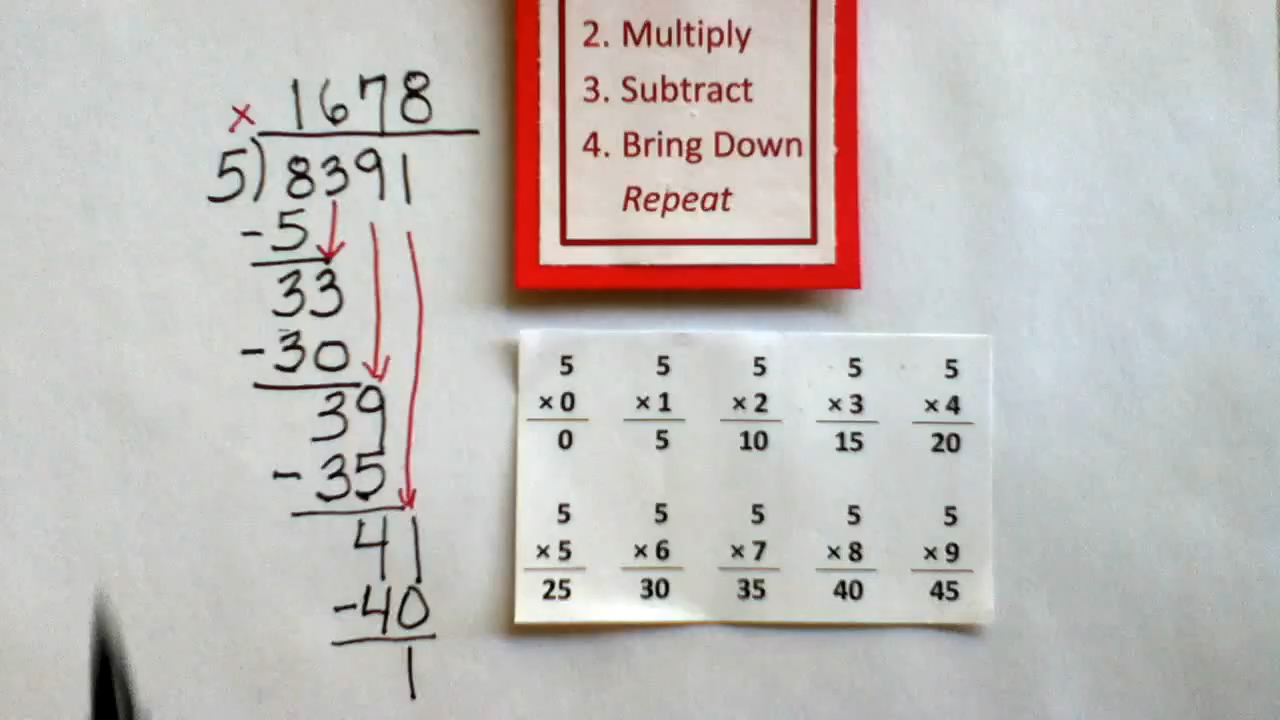 1678
×
5)8391
-5
33
-30
39
-35
41
-40
1
2. Multiply
3. Subtract
4. Bring Down
Repeat
5 5 5 5 5
×0 ×1 ×2 ×3 ×4
0 5 10 15 20
5 5 5 5 5
×5 ×6 ×7 ×8 ×9
25 30 35 40 45